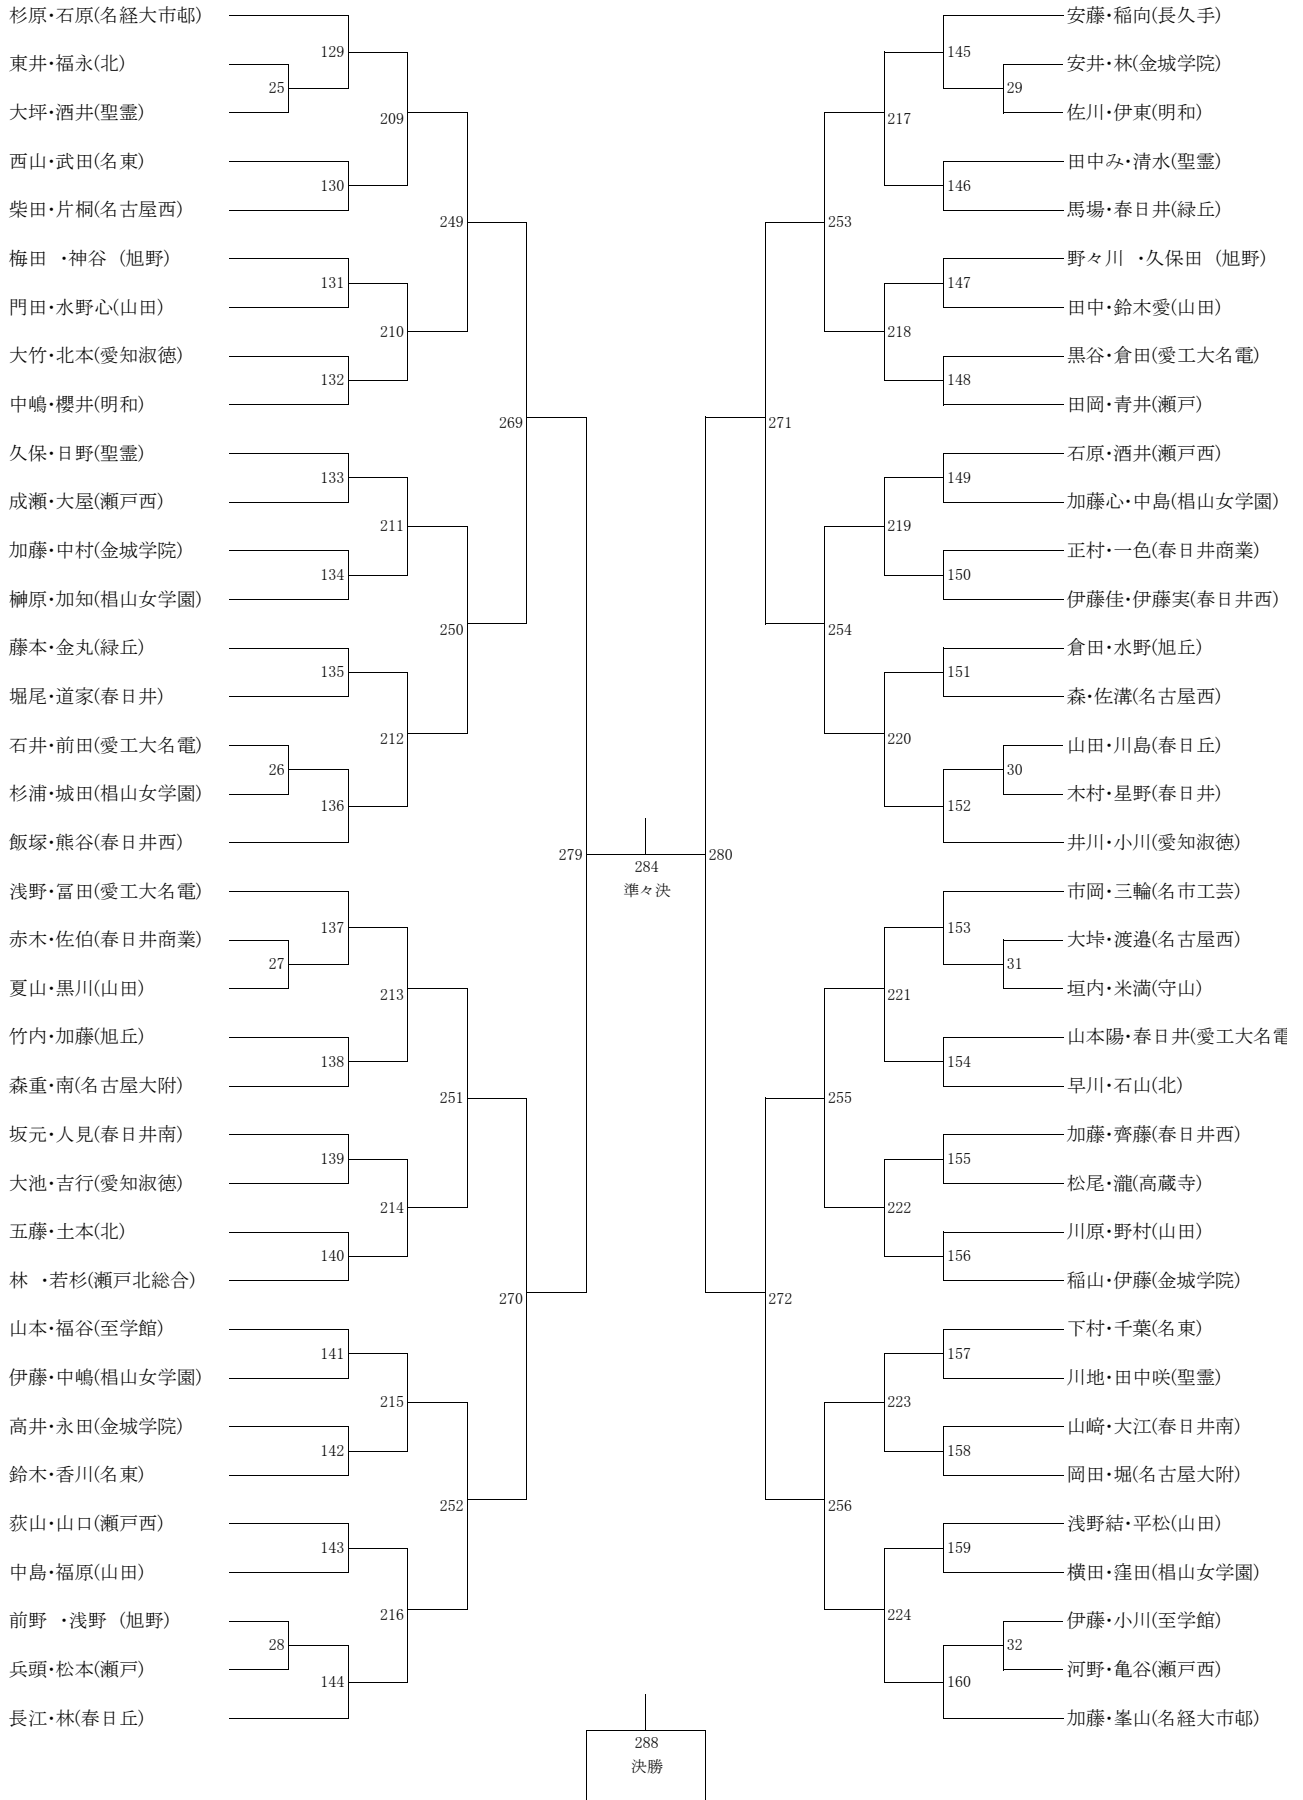 杉原・石原(名経大市邨)
129
東井・福永(北)
25
大坪・酒井(聖霊)
209
西山・武田(名東)
130
柴田・片桐(名古屋西)
249
梅田 ・神谷 (旭野)
131
門田・水野心(山田)
210
大竹・北本(愛知淑徳)
132
中嶋・櫻井(明和)
269
久保・日野(聖霊)
133
成瀬・大屋(瀬戸西)
211
加藤・中村(金城学院)
134
榊原・加知(椙山女学園)
250
藤本・金丸(緑丘)
135
堀尾・道家(春日井)
212
石井・前田(愛工大名電)
26
杉浦・城田(椙山女学園)
136
飯塚・熊谷(春日井西)
279
浅野・冨田(愛工大名電)
137
赤木・佐伯(春日井商業)
27
夏山・黒川(山田)
213
竹内・加藤(旭丘)
138
森重・南(名古屋大附)
251
坂元・人見(春日井南)
139
大池・吉行(愛知淑徳)
214
五藤・土本(北)
140
林 ・若杉(瀬戸北総合)
270
山本・福谷(至学館)
141
伊藤・中嶋(椙山女学園)
215
高井・永田(金城学院)
142
鈴木・香川(名東)
252
荻山・山口(瀬戸西)
143
中島・福原(山田)
216
前野 ・浅野 (旭野)
28
兵頭・松本(瀬戸)
144
長江・林(春日丘)
284
準々決
288
決勝
安藤・稲向(長久手)
145
安井・林(金城学院)
29
佐川・伊東(明和)
217
田中み・清水(聖霊)
146
馬場・春日井(緑丘)
253
野々川 ・久保田 (旭野)
147
田中・鈴木愛(山田)
218
黒谷・倉田(愛工大名電)
148
田岡・青井(瀬戸)
271
石原・酒井(瀬戸西)
149
加藤心・中島(椙山女学園)
219
正村・一色(春日井商業)
150
伊藤佳・伊藤実(春日井西)
254
倉田・水野(旭丘)
151
森・佐溝(名古屋西)
220
山田・川島(春日丘)
30
木村・星野(春日井)
152
井川・小川(愛知淑徳)
280
市岡・三輪(名市工芸)
153
大垰・渡邉(名古屋西)
31
垣内・米満(守山)
221
山本陽・春日井(愛工大名電
154
早川・石山(北)
255
加藤・齊藤(春日井西)
155
松尾・瀧(高蔵寺)
222
川原・野村(山田)
156
稲山・伊藤(金城学院)
272
下村・千葉(名東)
157
川地・田中咲(聖霊)
223
山﨑・大江(春日井南)
158
岡田・堀(名古屋大附)
256
浅野結・平松(山田)
159
横田・窪田(椙山女学園)
224
伊藤・小川(至学館)
32
河野・亀谷(瀬戸西)
160
加藤・峯山(名経大市邨)